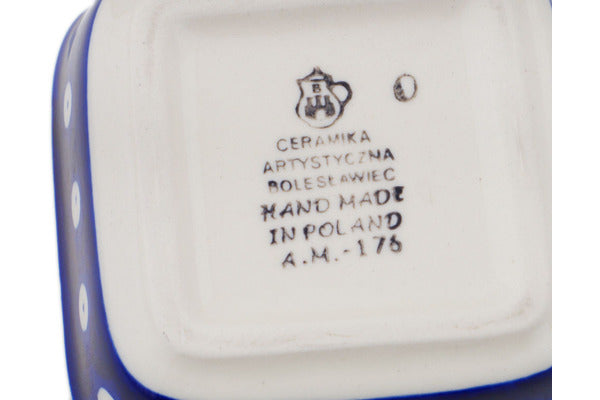 B
CERAMIKA
ARTYSTYCZNA
BOLESŁAWIEC
HAND MADE
IN POLAND
A.M.-176